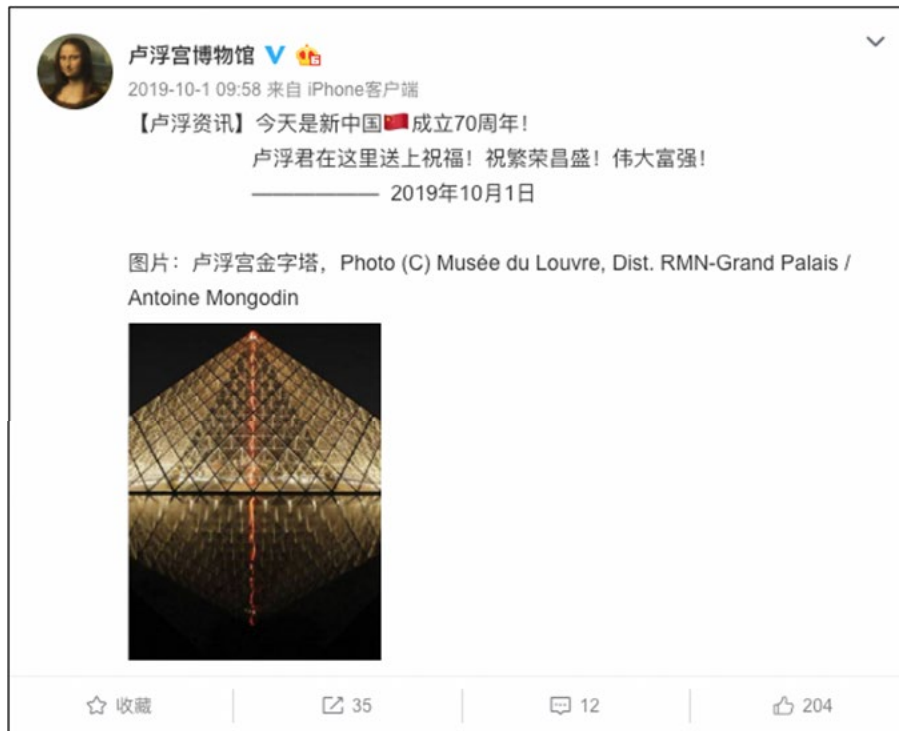 卢浮宫博物馆
2019-10-1 09:58 来自 iPhone客户端
【卢浮资讯】今天是新中国🇨🇳成立70周年！
卢浮君在这里送上祝福！祝繁荣昌盛！伟大富强！
—————— 2019年10月1日
图片：卢浮宫金字塔，Photo (C) Musée du Louvre, Dist. RMN-Grand Palais /
Antoine Mongodin
收藏 35 12 204